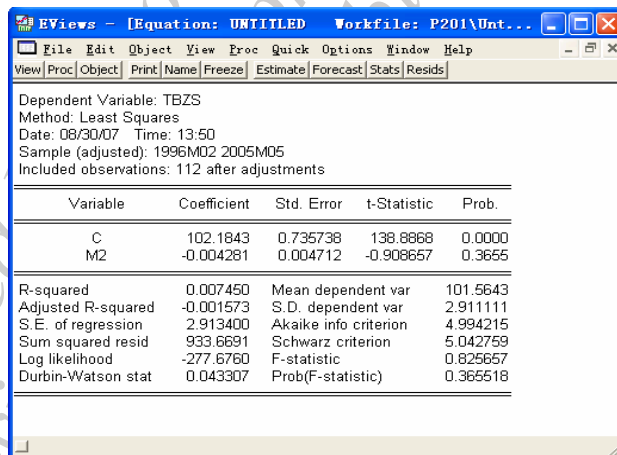 EViews - [Equation: UNTITLED Workfile: P201\Unt...
File Edit Object View Proc Quick Options Window Help
View Proc Object Print Name Freeze Estimate Forecast Stats Resids
Dependent Variable: TBZS
Method: Least Squares
Date: 08/30/07 Time: 13:50
Sample (adjusted): 1996M02 2005M05
Included observations: 112 after adjustments
Variable Coefficient Std. Error t-Statistic Prob.
C 102.1843 0.735738 138.8868 0.0000
M2 -0.004281 0.004712 -0.908657 0.3655
R-squared 0.007450 Mean dependent var 101.5643
Adjusted R-squared -0.001573 S.D. dependent var 2.911111
S.E. of regression 2.913400 Akaike info criterion 4.994215
Sum squared resid 933.6691 Schwarz criterion 5.042759
Log likelihood -277.6760 F-statistic 0.825657
Durbin-Watson stat 0.043307 Prob(F-statistic) 0.365518